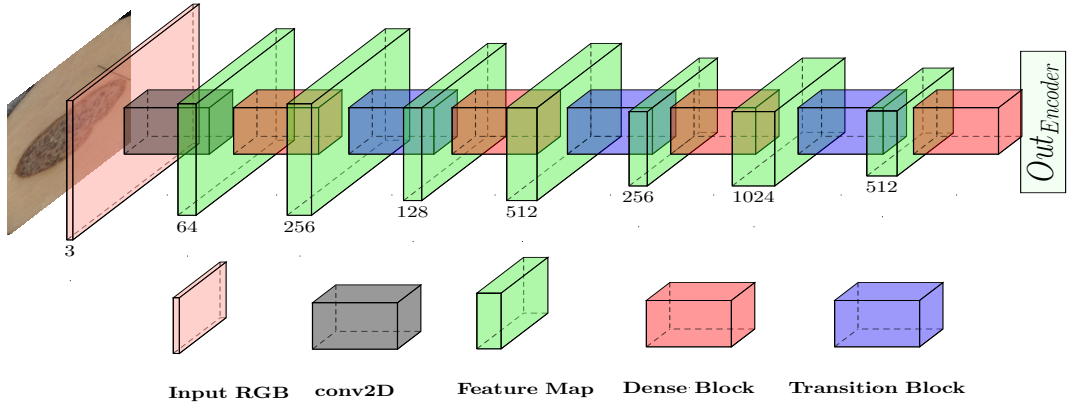 3
64
256
128
512
256
1024
512
Out_Encoder
Input RGB
conv2D
Feature Map
Dense Block
Transition Block